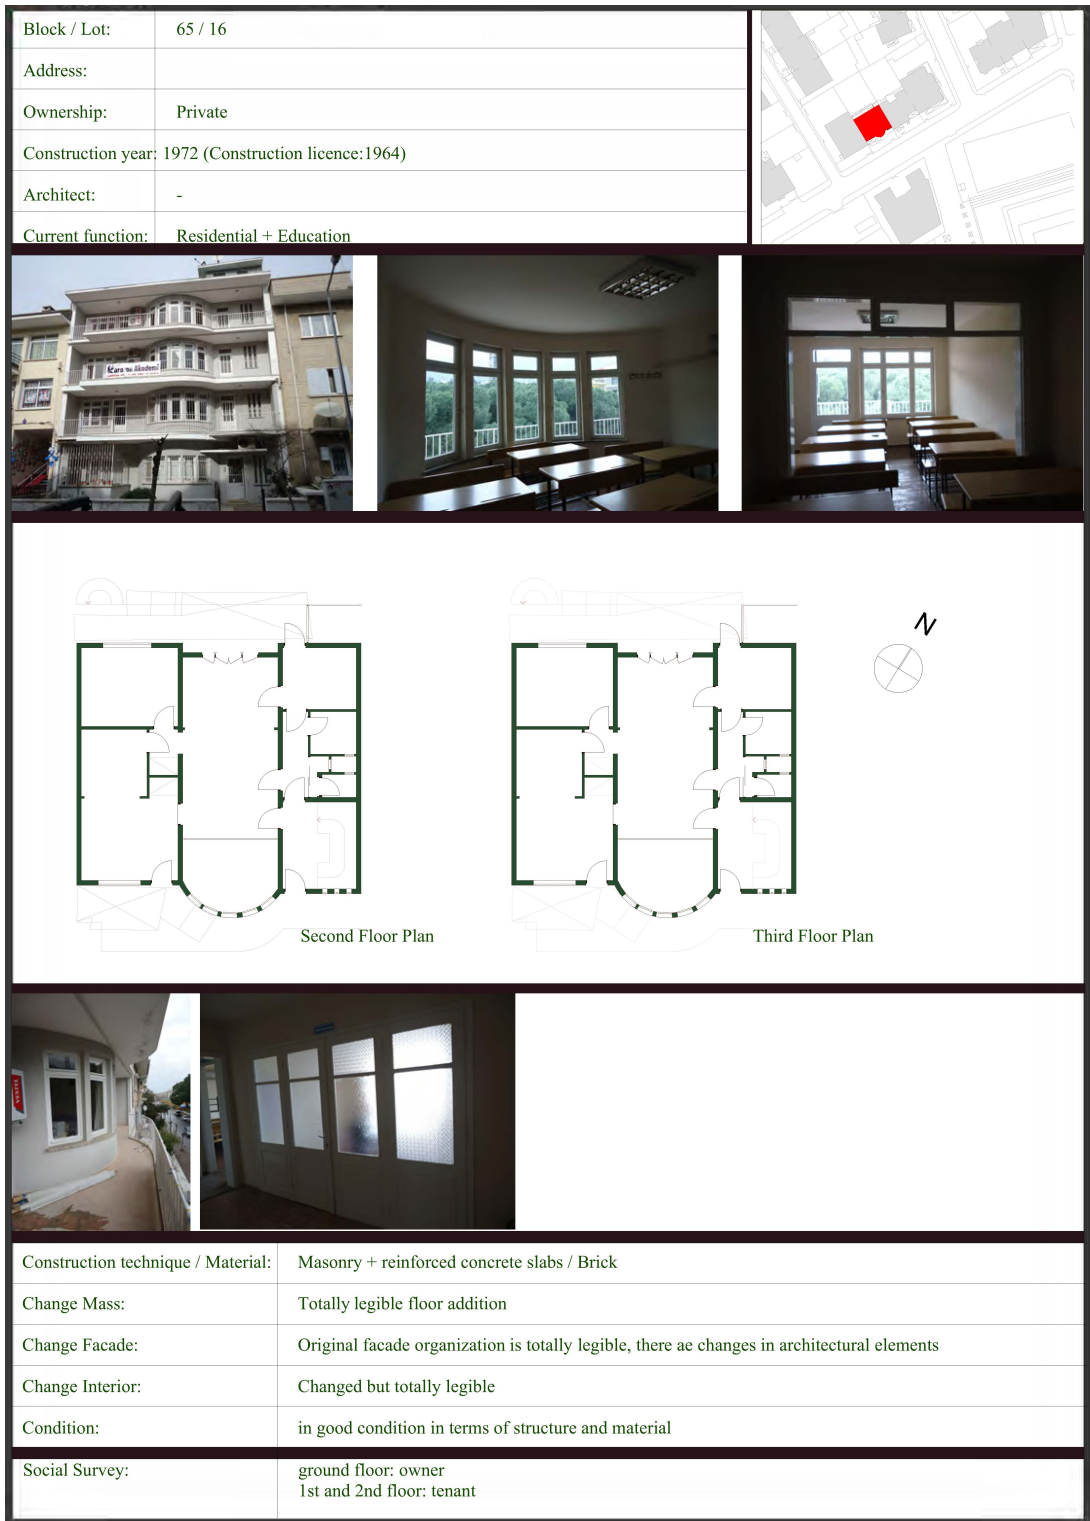 Block / Lot: 65 / 16
Address:
Ownership: Private
Construction year: 1972 (Construction licence:1964)
Architect: -
Current function: Residential + Education
Akademi
VESTEL
N
Second Floor Plan
Third Floor Plan
Construction technique / Material: Masonry + reinforced concrete slabs / Brick
Change Mass: Totally legible floor addition
Change Facade: Original facade organization is totally legible, there ae changes in architectural elements
Change Interior: Changed but totally legible
Condition: in good condition in terms of structure and material
Social Survey: ground floor: owner
1st and 2nd floor: tenant